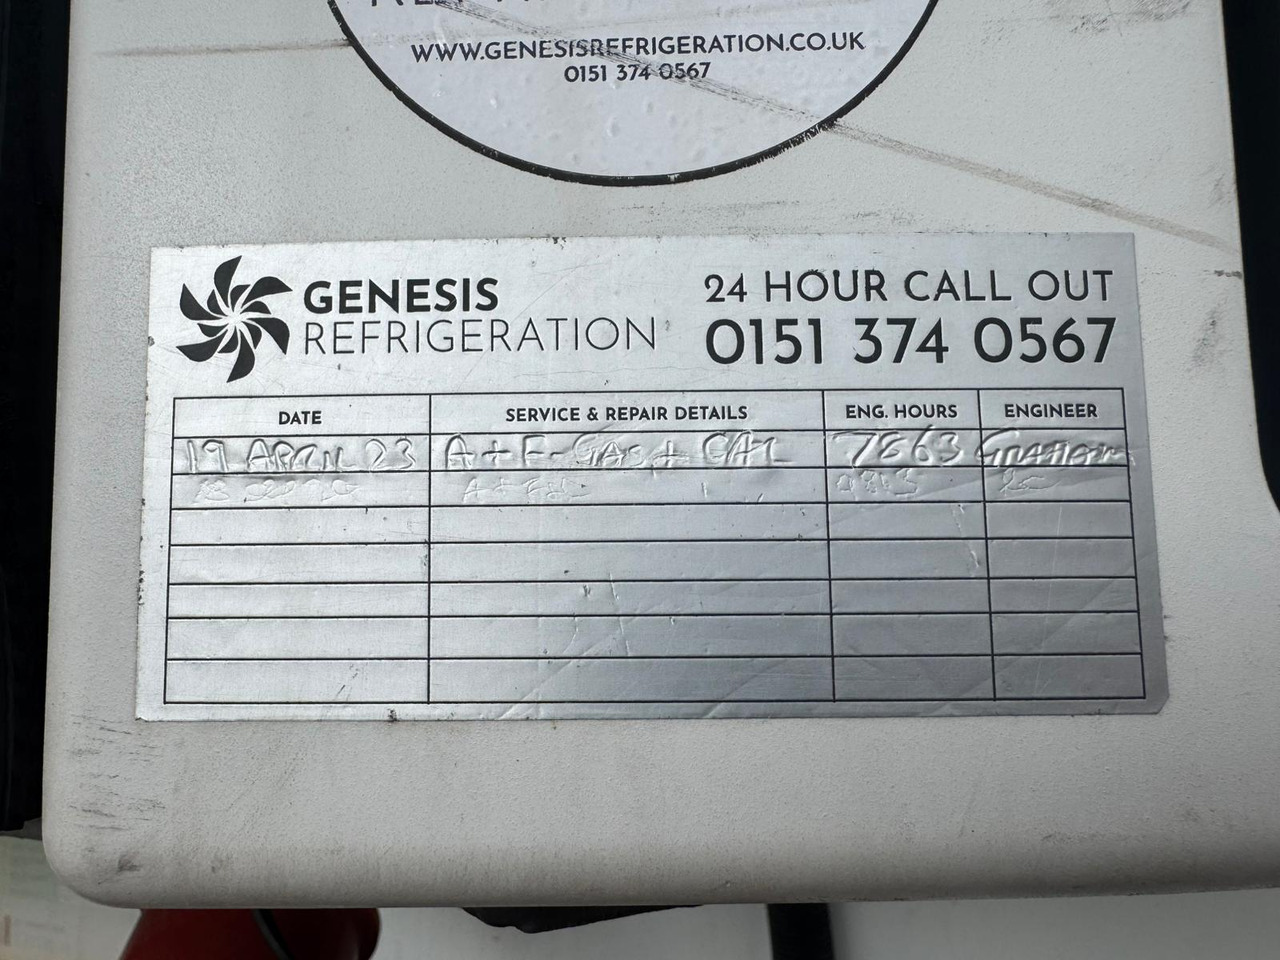 WWW.GENESISREFRIGERATION.CO.UK
0151 374 0567
GENESIS
REFRIGERATION
24 HOUR CALL OUT
0151 374 0567
DATE SERVICE & REPAIR DETAILS ENG. HOURS ENGINEER
19 APRIL 23 A + F-GAS + CAL 7863 GRAHAM
A + F